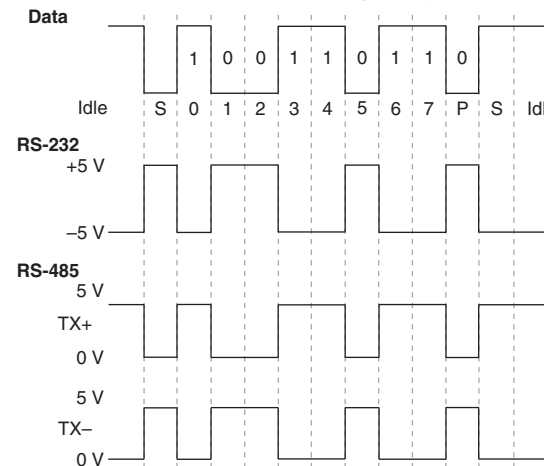 Data
1 0 0 1 1 0 1 1 0
Idle S 0 1 2 3 4 5 6 7 P S Idl
RS-232
+5 V
–5 V
RS-485
5 V
TX+
0 V
5 V
TX–
0 V